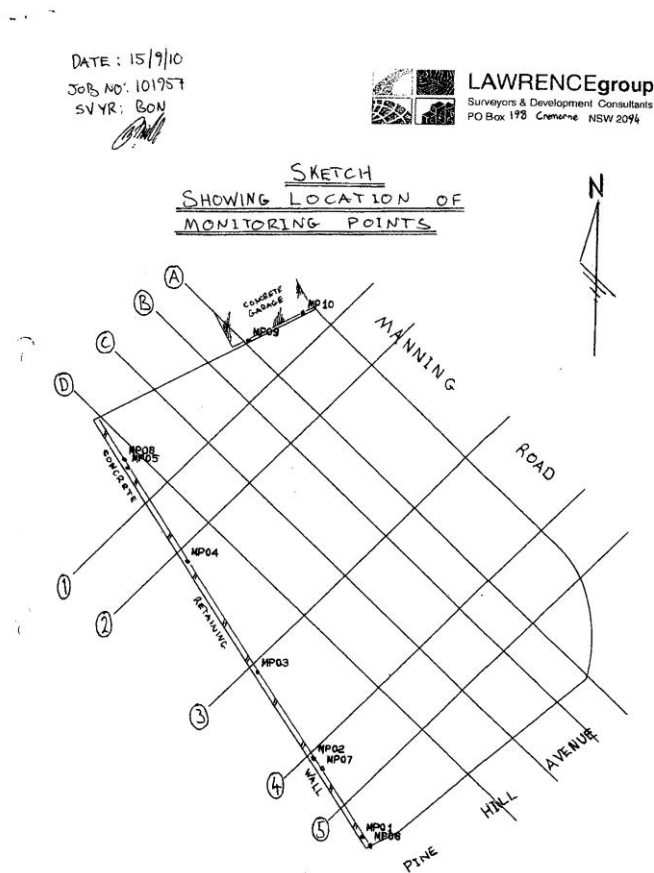 DATE : 15/9/10
JOB NO: 101957
SVYR: BON
LAWRENCEgroup
Surveyors & Development Consultants
PO Box 198 Cremorne NSW 2094
SKETCH
SHOWING LOCATION OF
MONITORING POINTS
N
A
CONCRETE
GARAGE
MP10
B
MP09
MANNING
C
D
ROAD
MP08
MP05
CONCRETE
MP04
1
2
RETAINING
MP03
3
MP02
MP07
AVENUE
4
WALL
HILL
5
MP01
MP06
PINE